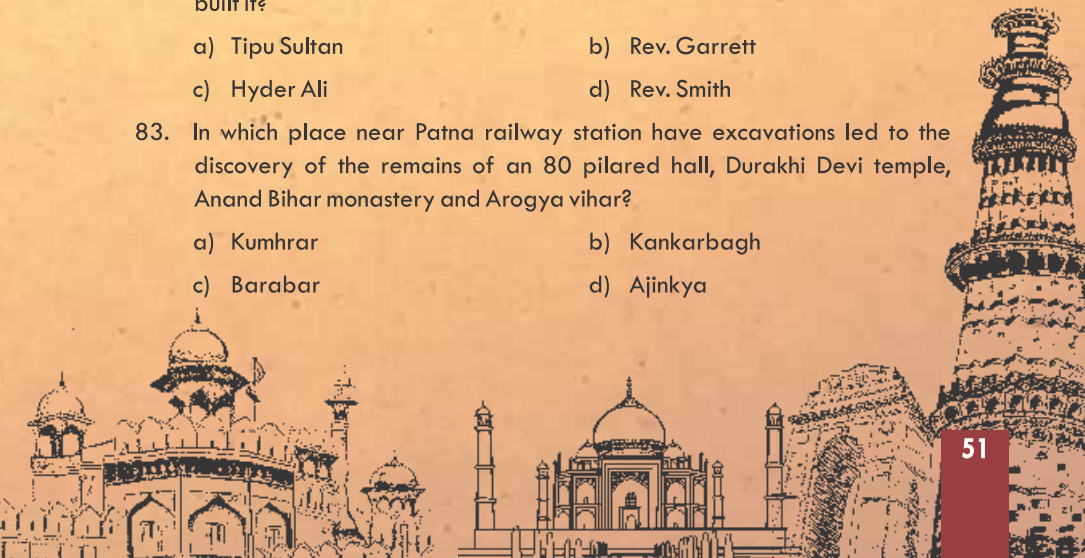 built it?
a) Tipu Sultan b) Rev. Garrett
c) Hyder Ali d) Rev. Smith
83. In which place near Patna railway station have excavations led to the
discovery of the remains of an 80 pilared hall, Durakhi Devi temple,
Anand Bihar monastery and Arogya vihar?
a) Kumhrar b) Kankarbagh
c) Barabar d) Ajinkya
51